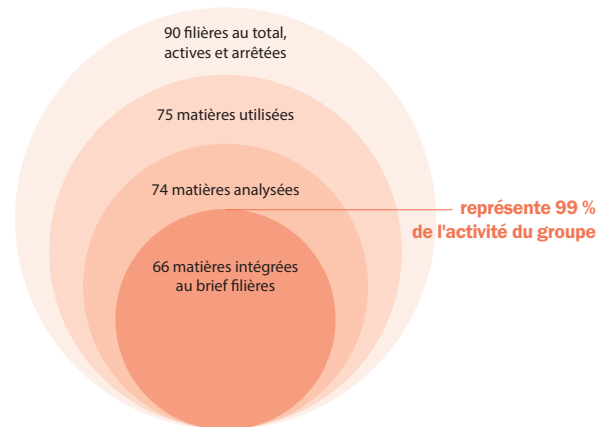 90 filières au total,
actives et arrêtées
75 matières utilisées
74 matières analysées
représente 99 %
de l'activité du groupe
66 matières intégrées
au brief filières